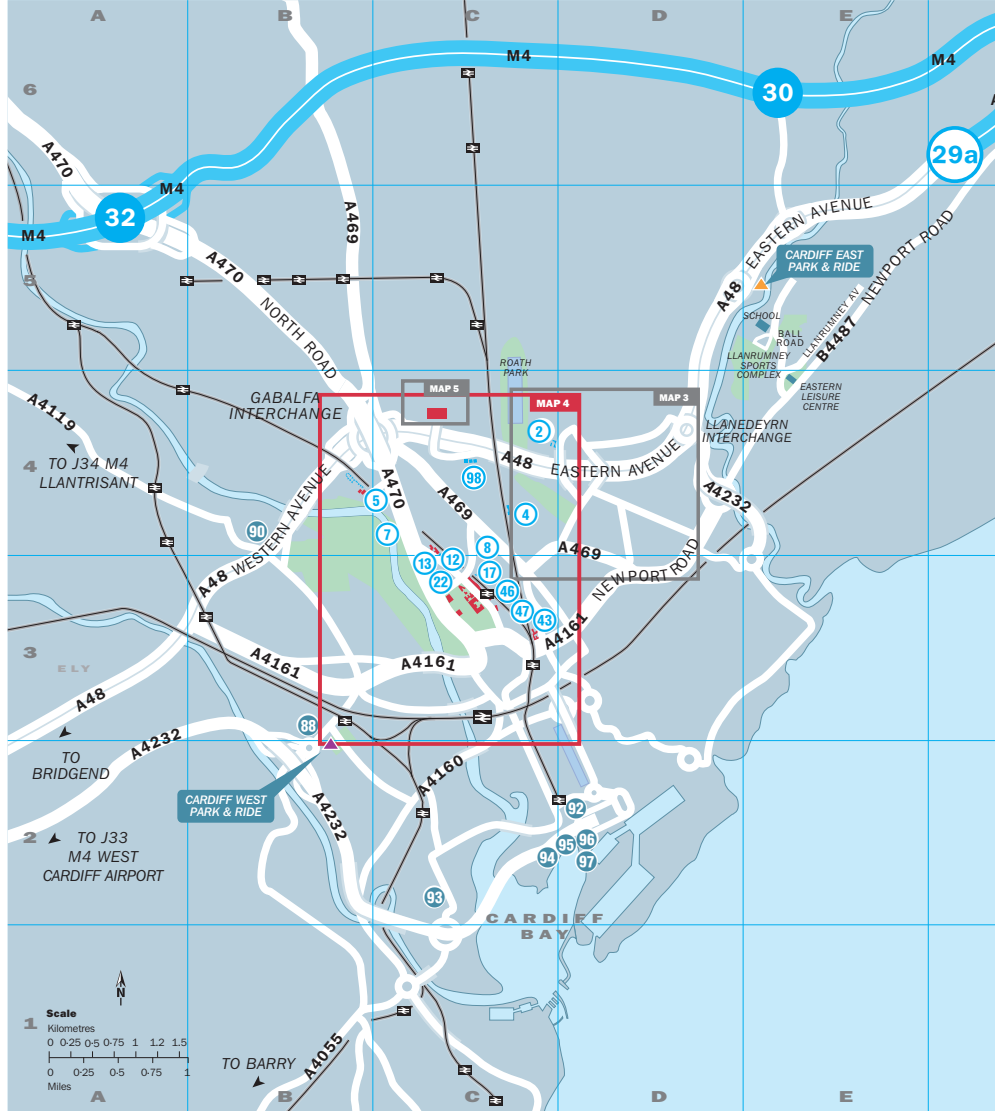 A
B
C
D
E
M4
M4
6
30
A470
A
29a
M4
32
A469
EASTERN AVENUE
M4
NEWPORT ROAD
A470
CARDIFF EAST
PARK & RIDE
5
A48
NORTH ROAD
SCHOOL
BALL
ROAD
LLANRUMNEY AV
B4487
LLANRUMNEY
SPORTS
COMPLEX
ROATH
PARK
EASTERN
LEISURE
CENTRE
MAP 5
MAP 3
MAP 4
GABALFA
INTERCHANGE
A4119
2
LLANEDEYRN
INTERCHANGE
4
TO J34 M4
LLANTRISANT
A48
EASTERN AVENUE
98
A470
A469
A4232
5
4
90
7
WESTERN AVENUE
A48
8
A469
13
12
17
22
46
NEWPORT ROAD
47
43
A4161
3
ELY
A4161
A4161
A48
88
TO
BRIDGEND
A4232
A4160
CARDIFF WEST
PARK & RIDE
A4232
92
2
TO J33
M4 WEST
CARDIFF AIRPORT
95
96
94
97
93
CARDIFF
BAY
N
1
Scale
Kilometres
0 0·25 0·5 0·75 1 1.2 1.5
0 0·25 0·5 0·75 1
Miles
TO BARRY
A4055
A
B
C
D
E